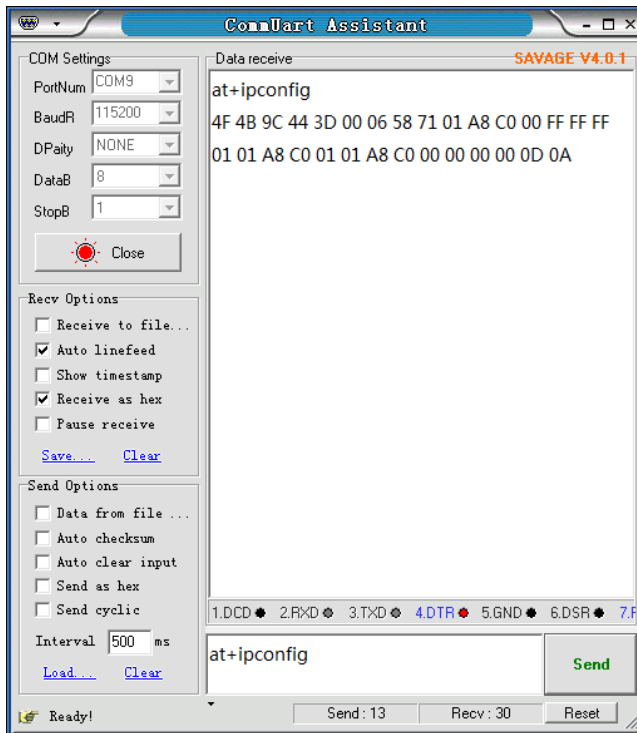 CommUart Assistant
COM Settings
PortNum COM9
BaudR 115200
DPaity NONE
DataB 8
StopB 1
Close
Recv Options
Receive to file...
Auto linefeed
Show timestamp
Receive as hex
Pause receive
Save... Clear
Send Options
Data from file ...
Auto checksum
Auto clear input
Send as hex
Send cyclic
Interval 500 ms
Load... Clear
Data receive SAVAGE V4.0.1
at+ipconfig
4F 4B 9C 44 3D 00 06 58 71 01 A8 C0 00 FF FF FF
01 01 A8 C0 01 01 A8 C0 00 00 00 00 0D 0A
1.DCD 2.RXD 3.TXD 4.DTR 5.GND 6.DSR 7.F
at+ipconfig
Send
Ready! Send : 13 Recv : 30 Reset